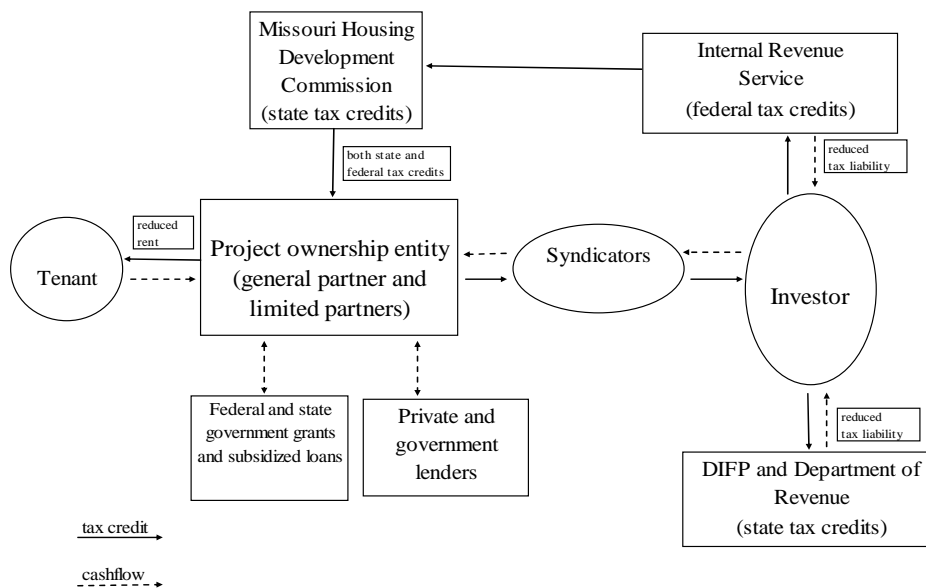 Missouri Housing
Development
Commission
(state tax credits)
Internal Revenue
Service
(federal tax credits)
both state and
federal tax credits
reduced
tax liability
reduced
rent
Tenant
Project ownership entity
(general partner and
limited partners)
Syndicators
Investor
Federal and state
government grants
and subsidized loans
Private and
government
lenders
reduced
tax liability
DIFP and Department of
Revenue
(state tax credits)
tax credit
cashflow